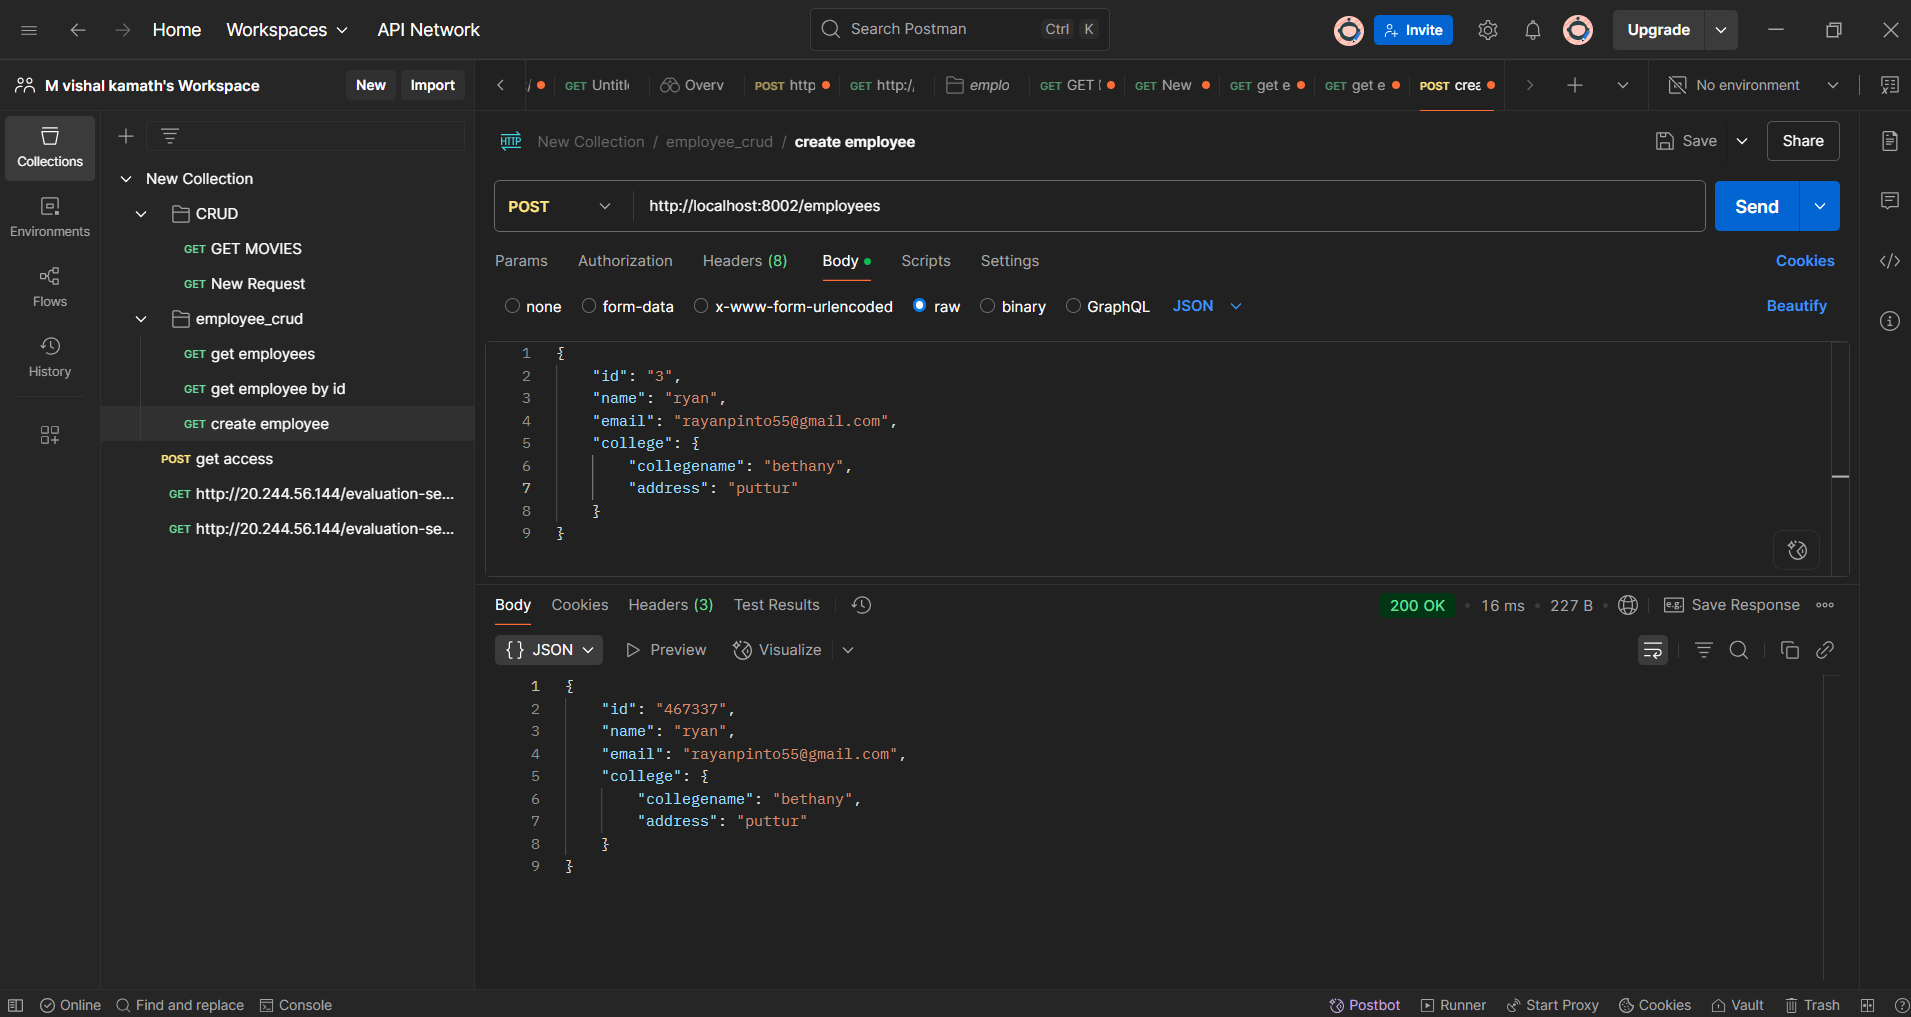 Home Workspaces API Network Search Postman Ctrl K Invite Upgrade
M vishal kamath's Workspace New Import
/ GET Untitl Overv POST http GET http:/ emplo GET GET GET New GET get e GET get e POST crea No environment
Collections
Environments
Flows
History
New Collection
CRUD
GET GET MOVIES
GET New Request
employee_crud
GET get employees
GET get employee by id
GET create employee
POST get access
GET http://20.244.56.144/evaluation-se...
GET http://20.244.56.144/evaluation-se...
HTTP New Collection / employee_crud / create employee Save Share
POST http://localhost:8002/employees Send
Params Authorization Headers (8) Body Scripts Settings Cookies
none form-data x-www-form-urlencoded raw binary GraphQL JSON Beautify
1 {
2 "id": "3",
3 "name": "ryan",
4 "email": "rayanpinto55@gmail.com",
5 "college": {
6 "collegename": "bethany",
7 "address": "puttur"
8 }
9 }
Body Cookies Headers (3) Test Results 200 OK • 16 ms • 227 B • e.g. Save Response
{} JSON Preview Visualize
1 {
2 "id": "467337",
3 "name": "ryan",
4 "email": "rayanpinto55@gmail.com",
5 "college": {
6 "collegename": "bethany",
7 "address": "puttur"
8 }
9 }
Online Find and replace Console Postbot Runner Start Proxy Cookies Vault Trash